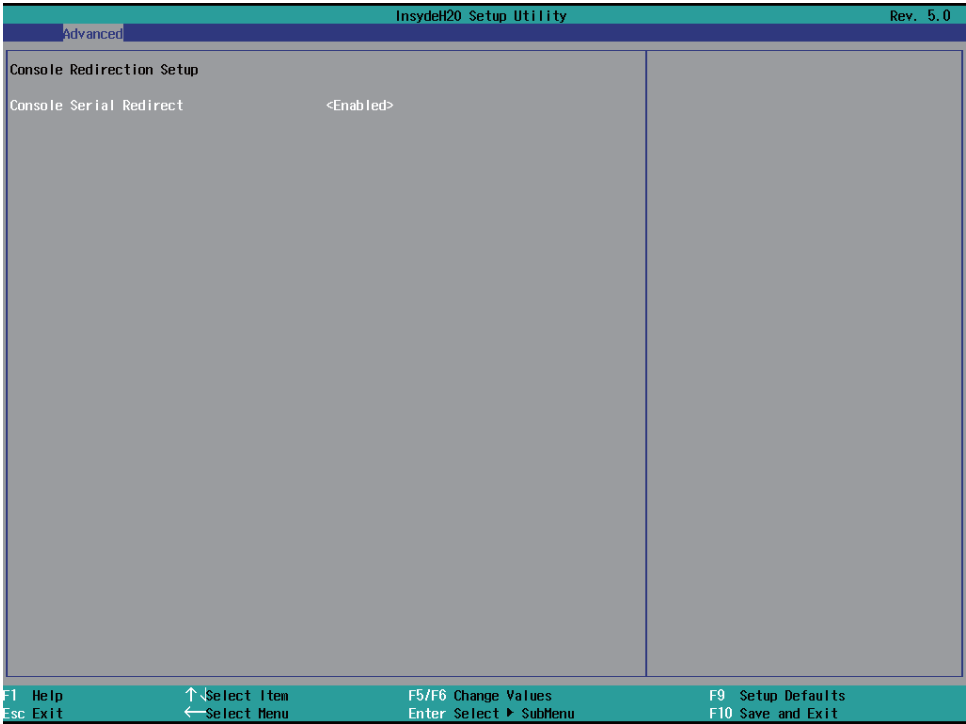 InsydeH20 Setup Utility Rev. 5.0
Advanced
Console Redirection Setup
Console Serial Redirect <Enabled>
F1 Help ↑↓Select Item F5/F6 Change Values F9 Setup Defaults
Esc Exit ←Select Menu Enter Select ▶ SubMenu F10 Save and Exit